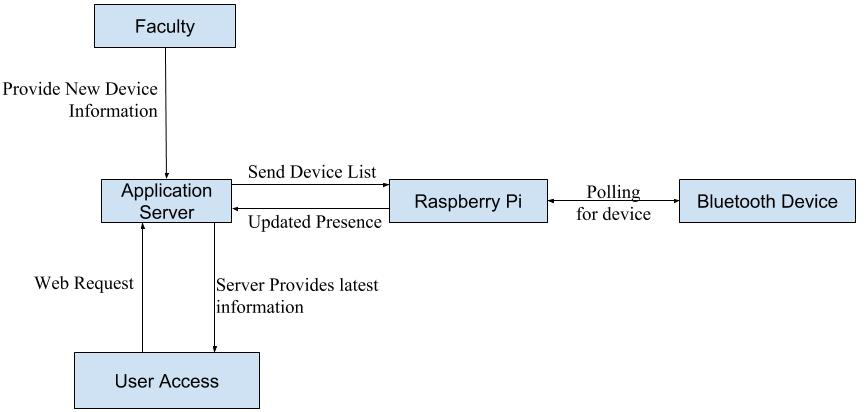 Faculty
Provide New Device
Information
Application
Server
Send Device List
Updated Presence
Raspberry Pi
Polling
for device
Bluetooth Device
Web Request
Server Provides latest
information
User Access